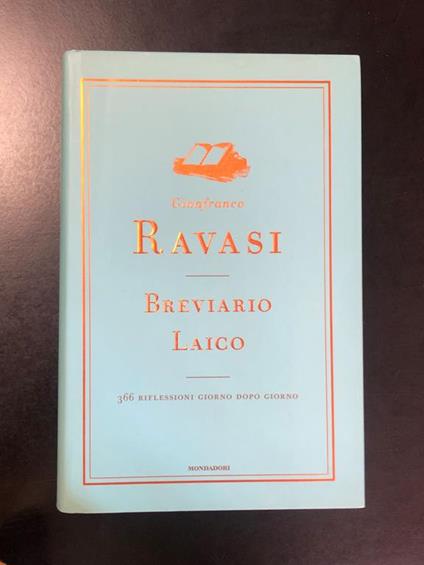 Gianfranco
RAVASI
BREVIARIO
LAICO
366 RIFLESSIONI GIORNO DOPO GIORNO
MONDADORI